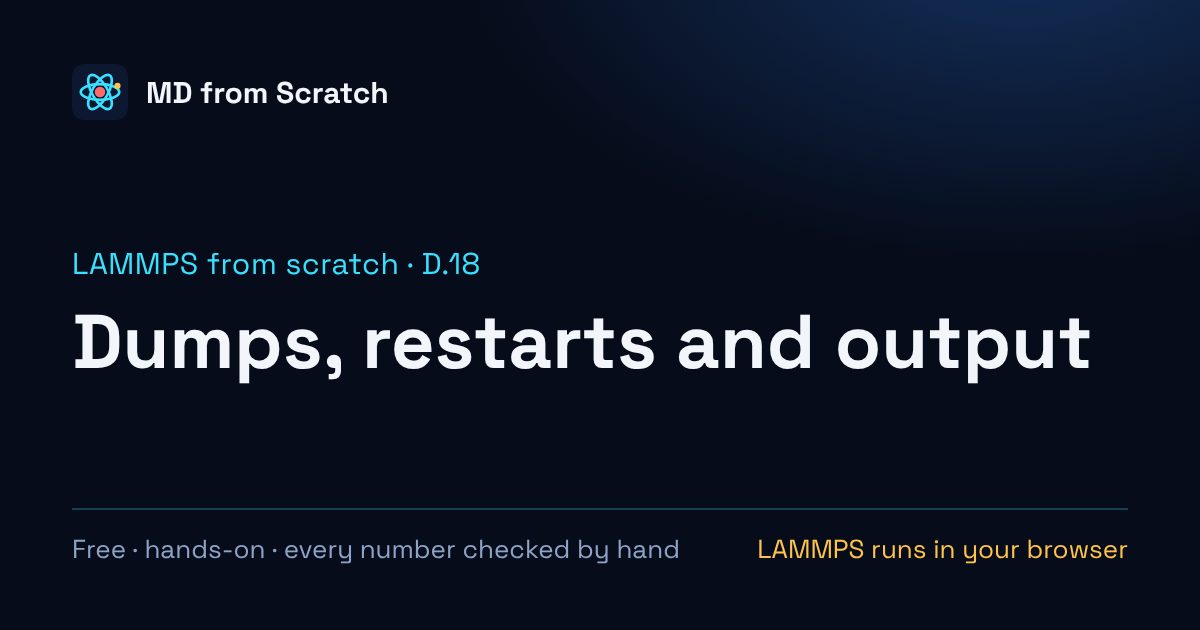 MD from Scratch
LAMMPS from scratch · D.18
Dumps, restarts and output
Free · hands-on · every number checked by hand
LAMMPS runs in your browser